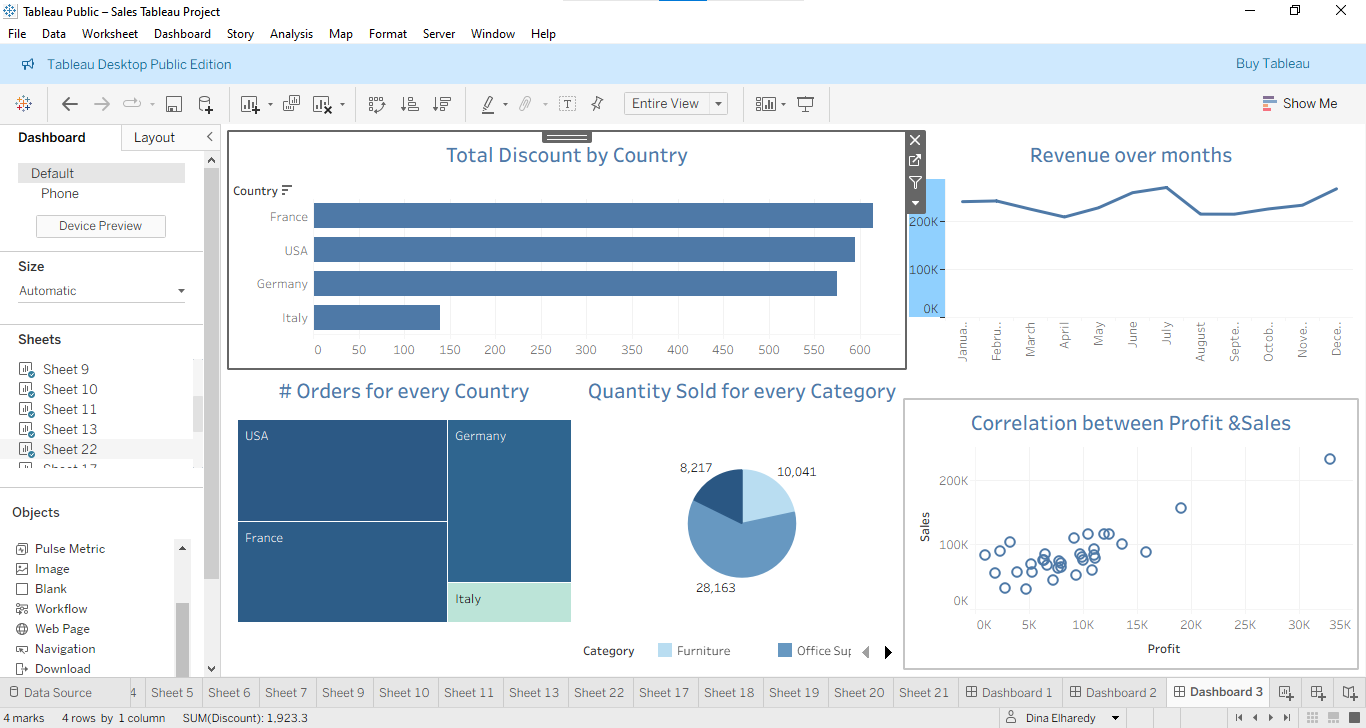 Tableau Public – Sales Tableau Project
File Data Worksheet Dashboard Story Analysis Map Format Server Window Help
Tableau Desktop Public Edition
Buy Tableau
Entire View
Show Me
Dashboard
Layout
Default
Phone
Device Preview
Size
Automatic
Sheets
Sheet 9
Sheet 10
Sheet 11
Sheet 13
Sheet 22
Sheet 17
Objects
Pulse Metric
Image
Blank
Workflow
Web Page
Navigation
Download
Total Discount by Country
Country
France
USA
Germany
Italy
0 50 100 150 200 250 300 350 400 450 500 550 600
Revenue over months
200K
100K
0K
Janua..
Febru..
March
April
May
June
July
August
Septe..
Octob..
Nove..
Dece..
# Orders for every Country
USA
Germany
France
Italy
Quantity Sold for every Category
8,217
10,041
28,163
Category
Furniture
Office Sup
Correlation between Profit &Sales
Sales
200K
100K
0K
0K 5K 10K 15K 20K 25K 30K 35K
Profit
Data Source 4 Sheet 5 Sheet 6 Sheet 7 Sheet 9 Sheet 10 Sheet 11 Sheet 13 Sheet 22 Sheet 17 Sheet 18 Sheet 19 Sheet 20 Sheet 21 Dashboard 1 Dashboard 2 Dashboard 3
4 marks 4 rows by 1 column SUM(Discount): 1,923.3
Dina Elharedy